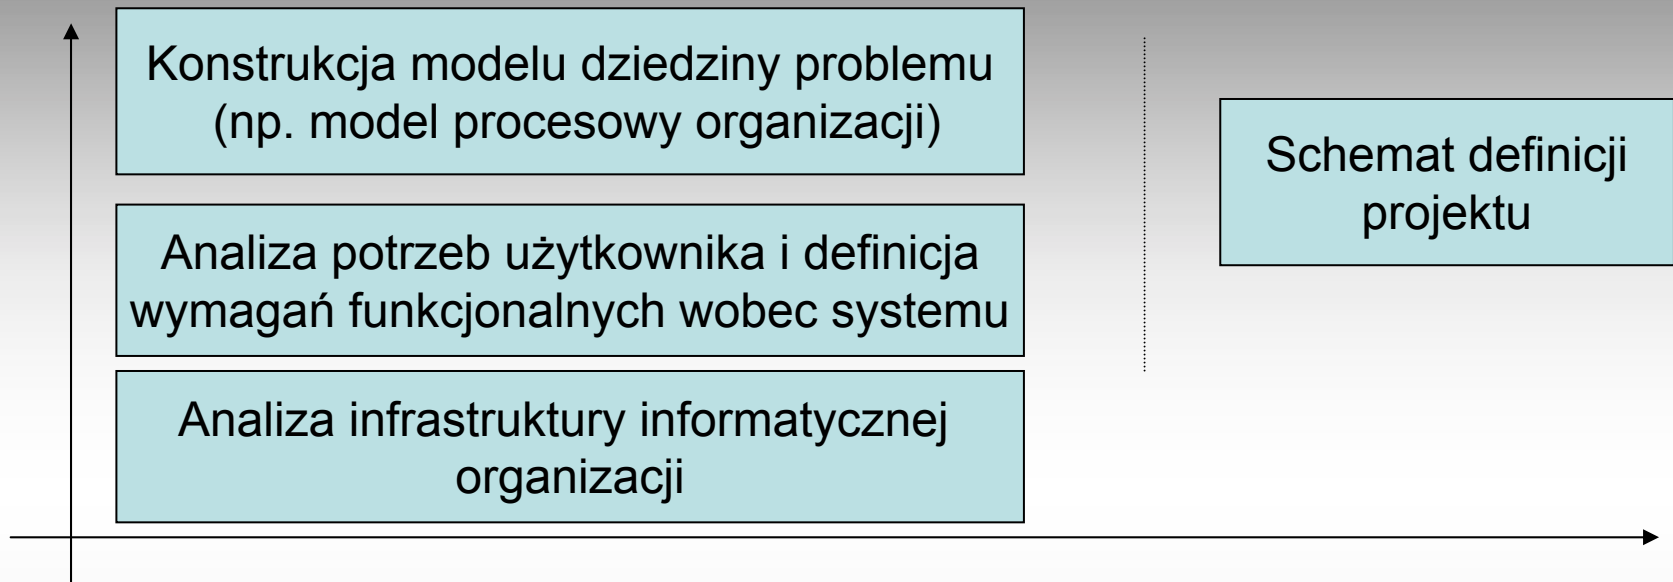 Konstrukcja modelu dziedziny problemu
(np. model procesowy organizacji)
Schemat definicji
projektu
Analiza potrzeb użytkownika i definicja
wymagań funkcjonalnych wobec systemu
Analiza infrastruktury informatycznej
organizacji